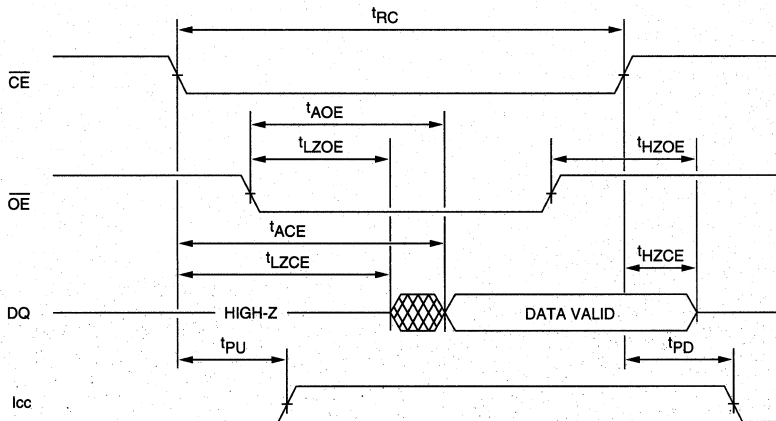 tRC
CE
tAOE
tLZOE
tHZOE
OE
tACE
tLZCE
tHZCE
DQ
HIGH-Z
DATA VALID
tPU
tPD
Icc